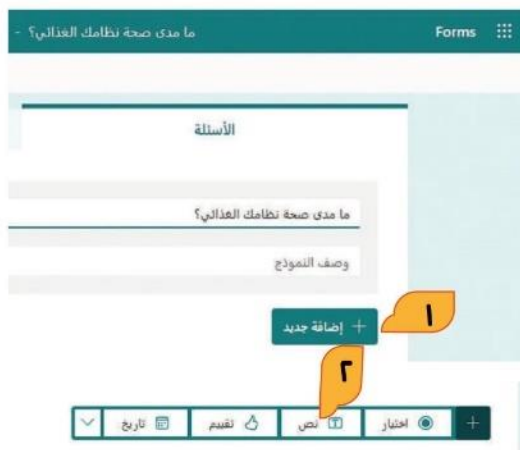 Forms ما مدى صحة نظامك الغذائي؟ -
الأسئلة
ما مدى صحة نظامك الغذائي؟
وصف النموذج
+ إضافة جديد
١
٢
+ اختيار نص تقييم تاريخ